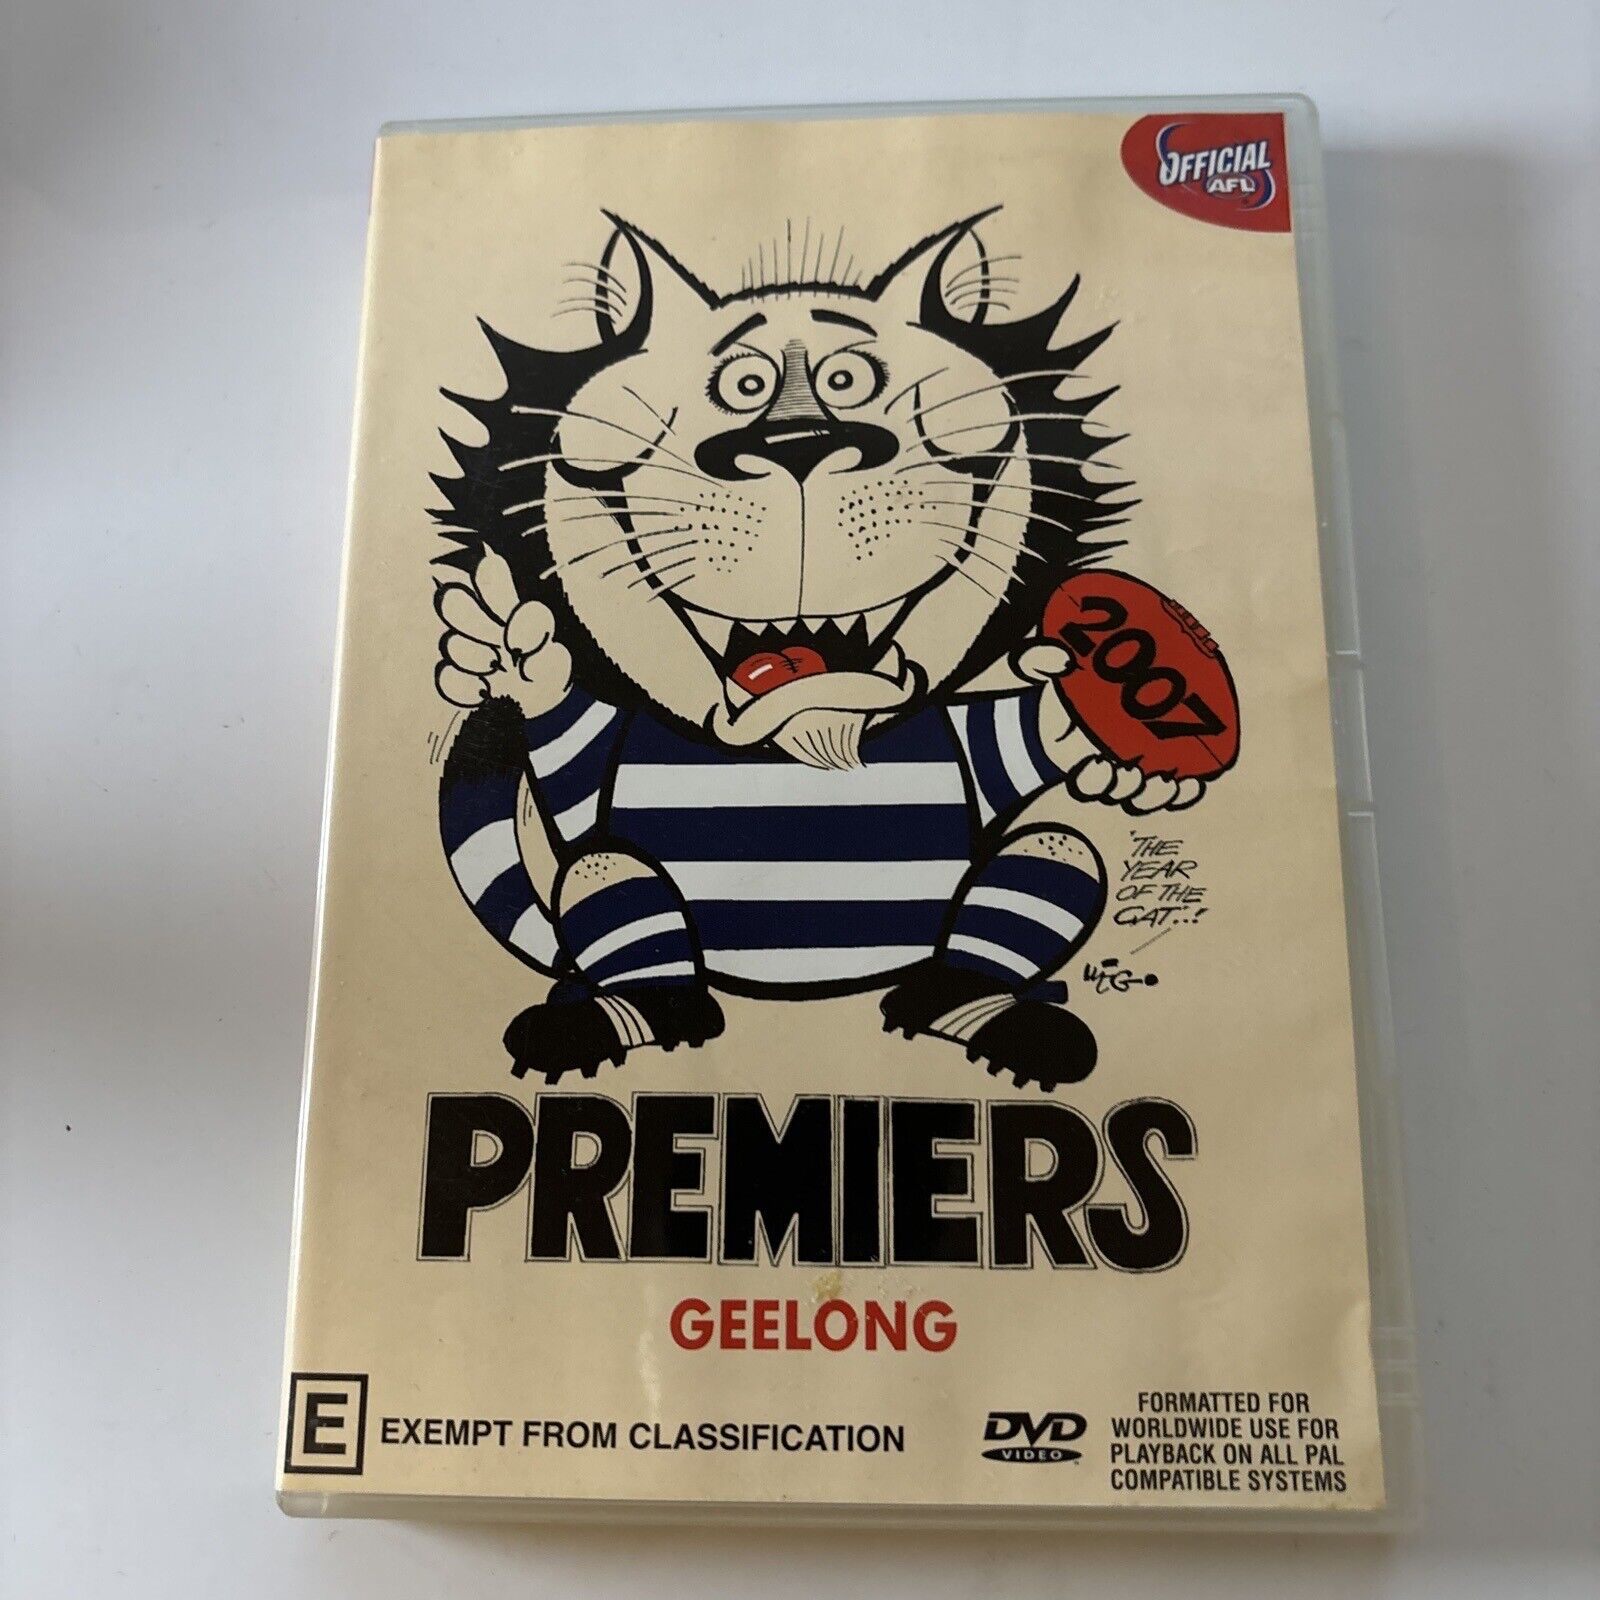 OFFICIAL
AFL
2007
'THE
YEAR
OF THE
CAT'...!
WEG.
PREMIERS
GEELONG
E
EXEMPT FROM CLASSIFICATION
DVD
VIDEO
FORMATTED FOR
WORLDWIDE USE FOR
PLAYBACK ON ALL PAL
COMPATIBLE SYSTEMS